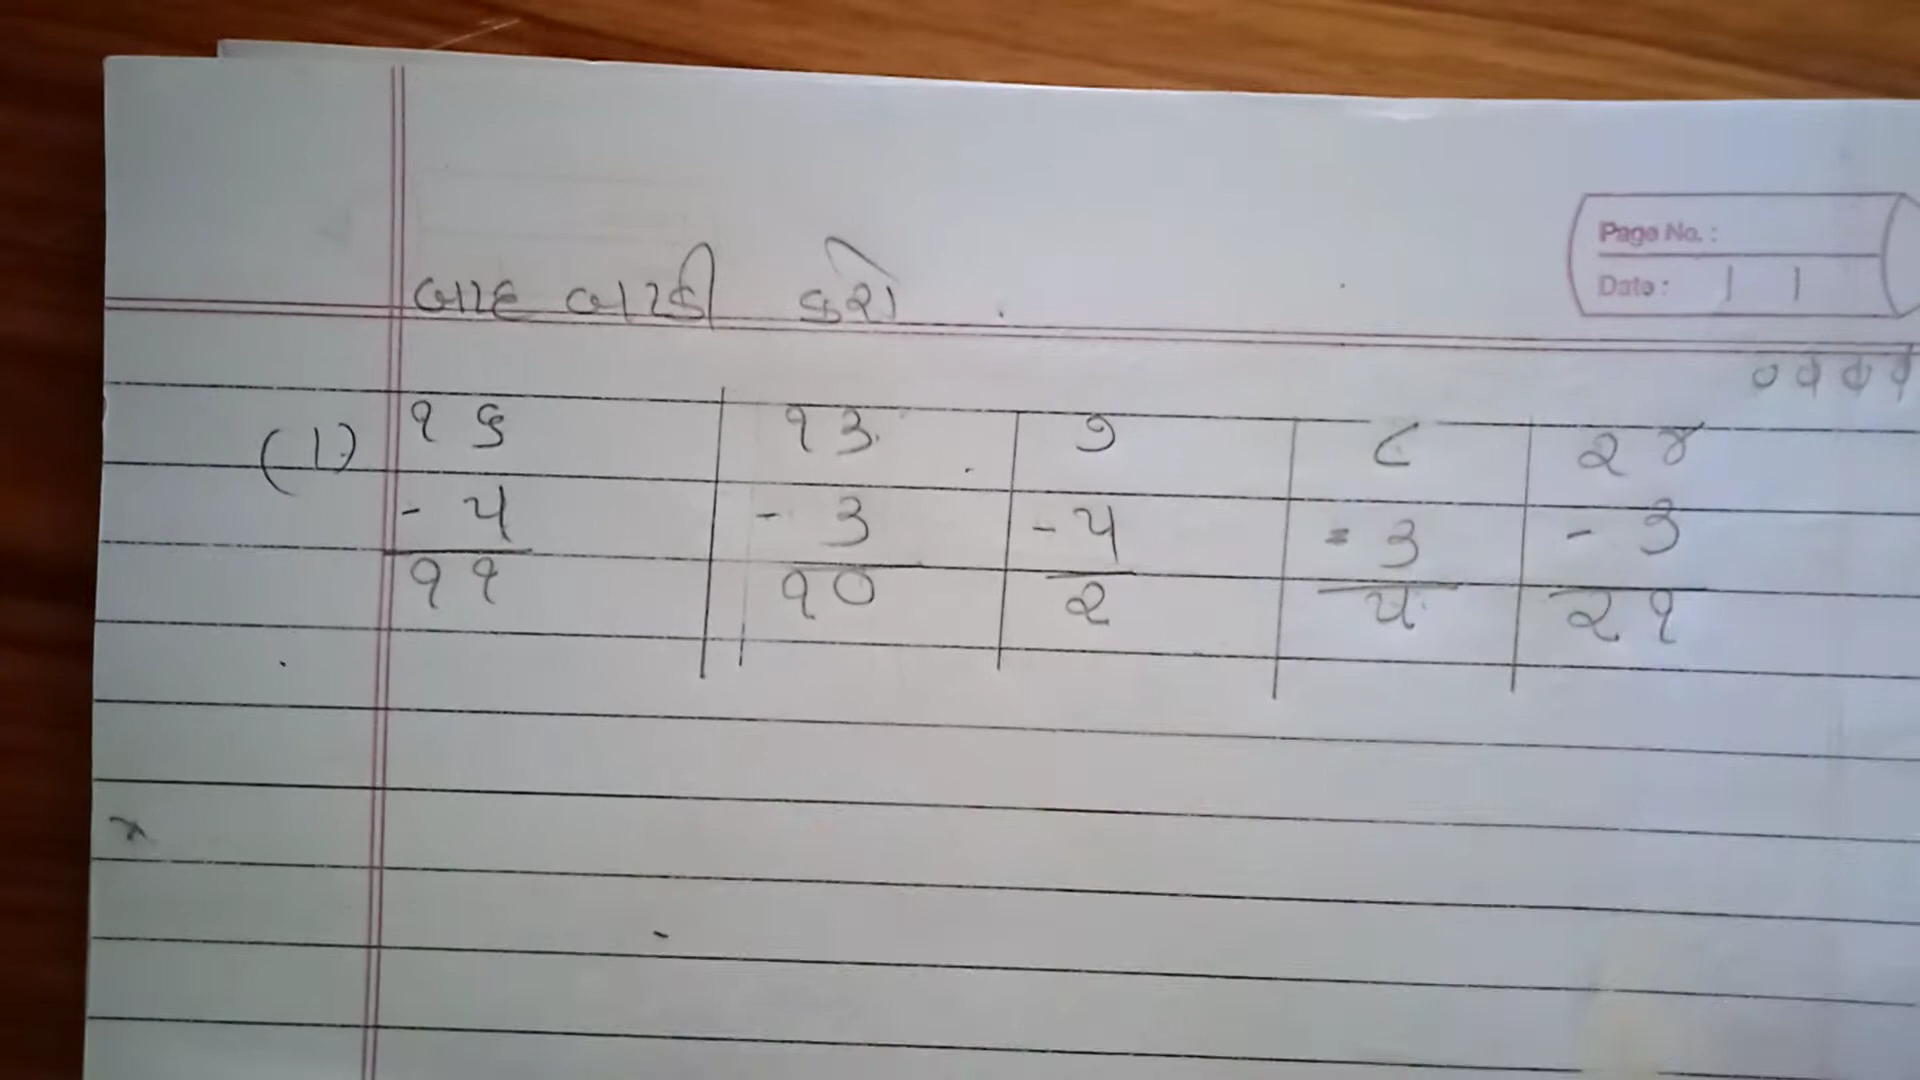 બાદ બાકી કરો .
Page No. :
Date :
(1) ૧૬ ૧૩ ૭ ૮ ૨૪
- ૫ - ૩ - ૫ = ૩ - ૩
૧૧ ૧૦ ૨ ૫ ૨૧